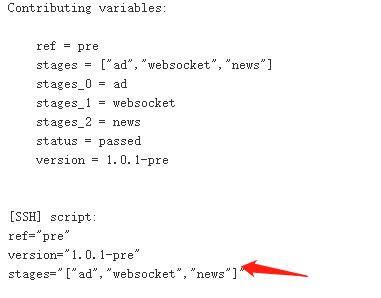 Contributing variables:
ref = pre
stages = ["ad","websocket","news"]
stages_0 = ad
stages_1 = websocket
stages_2 = news
status = passed
version = 1.0.1-pre
[SSH] script:
ref="pre"
version="1.0.1-pre"
stages="["ad","websocket","news"]"